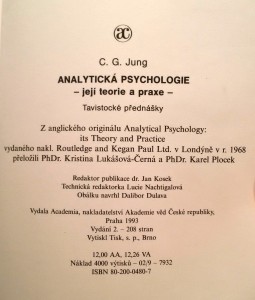 C. G. Jung
ANALYTICKÁ PSYCHOLOGIE
– její teorie a praxe –
Tavistocké přednášky
Z anglického originálu Analytical Psychology:
its Theory and Practice
vydaného nakl. Routledge and Kegan Paul Ltd. v Londýně v r. 1968
přeložili PhDr. Kristina Lukášová-Černá a PhDr. Karel Plocek
Redaktor publikace dr. Jan Kosek
Technická redaktorka Lucie Nachtigalová
Obálku navrhl Dalibor Dulava
Vydala Academia, nakladatelství Akademie věd České republiky,
Praha 1993
Vydání 2. – 208 stran
Vytiskl Tisk, s. p., Brno
12,00 AA, 12,26 VA
Náklad 4000 výtisků – 02/9 – 7932
ISBN 80-200-0480-7